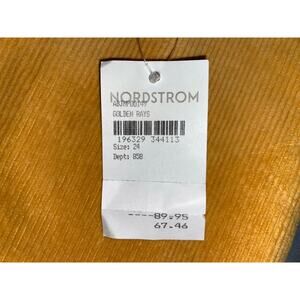 NORDSTROM
GOLDEN RAYS
196329 344113
Size: 24
Dept: 858
----89.95
67.46